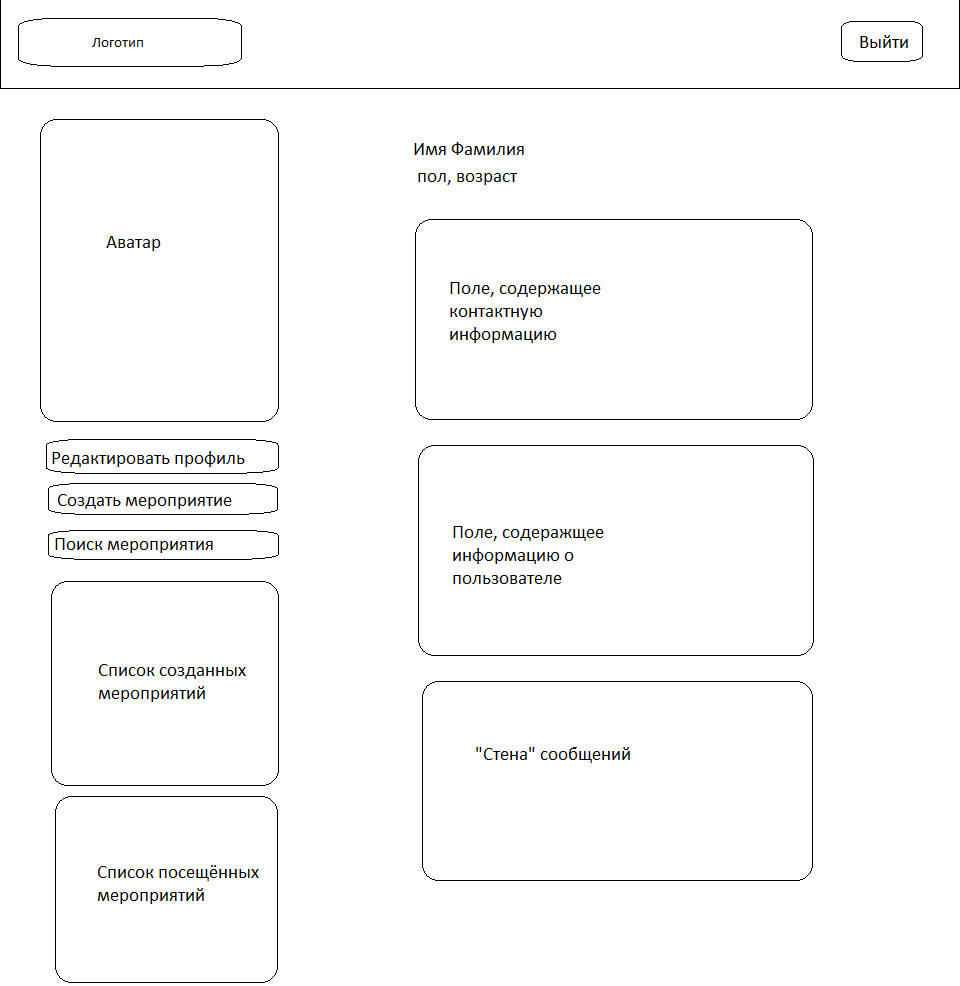 Логотип
Выйти
Аватар
Редактировать профиль
Создать мероприятие
Поиск мероприятия
Список созданных
мероприятий
Список посещённых
мероприятий
Имя Фамилия
пол, возраст
Поле, содержащее
контактную
информацию
Поле, содеражщее
информацию о
пользователе
"Стена" сообщений